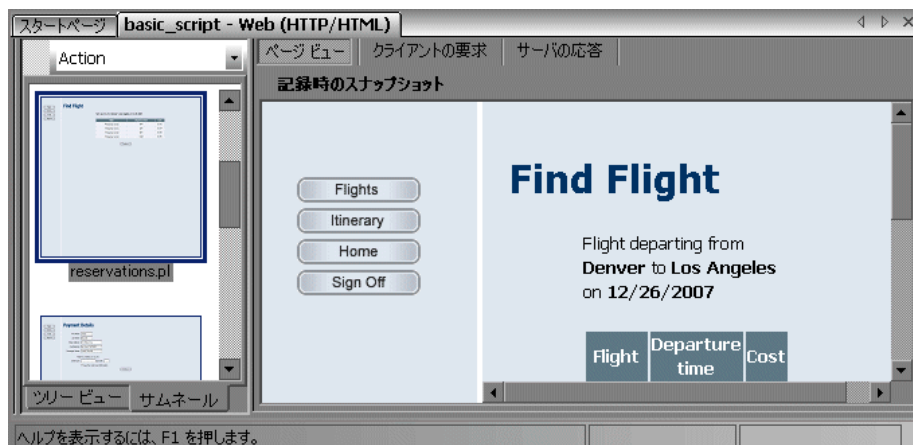 スタートページ basic_script - Web (HTTP/HTML)
Action
ページ ビュー クライアントの要求 サーバの応答
記録時のスナップショット
Find Flight
reservations.pl
Payment Details
ツリー ビュー サムネール
Flights
Itinerary
Home
Sign Off
Find Flight
Flight departing from
Denver to Los Angeles
on 12/26/2007
Flight Departure time Cost
ヘルプを表示するには、F1 を押します。